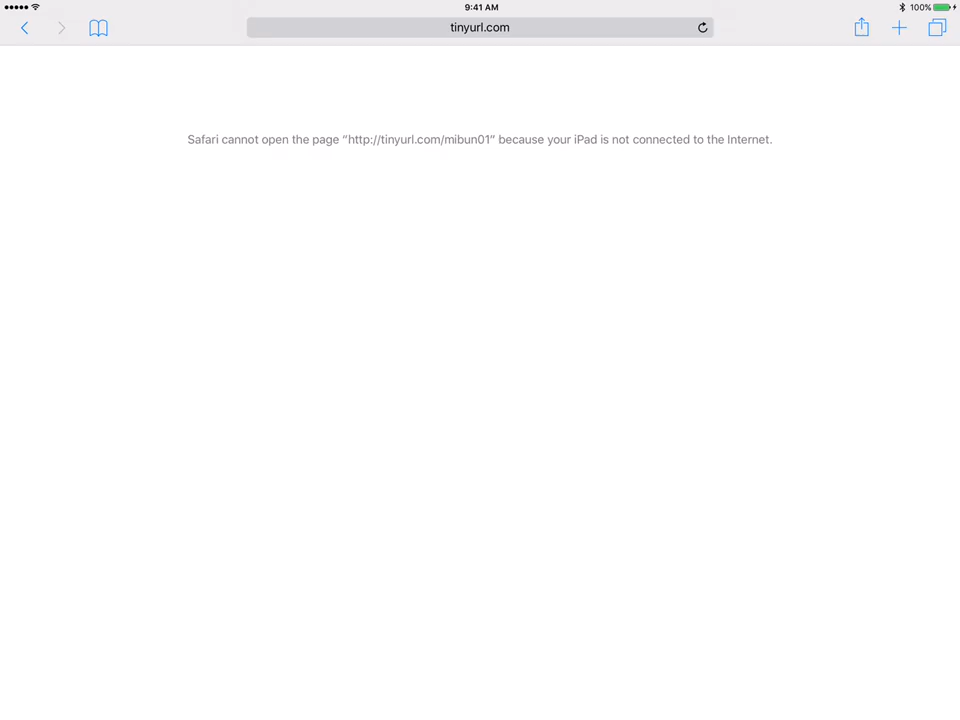 9:41 AM
100%
tinyurl.com
Safari cannot open the page “http://tinyurl.com/mibun01” because your iPad is not connected to the Internet.